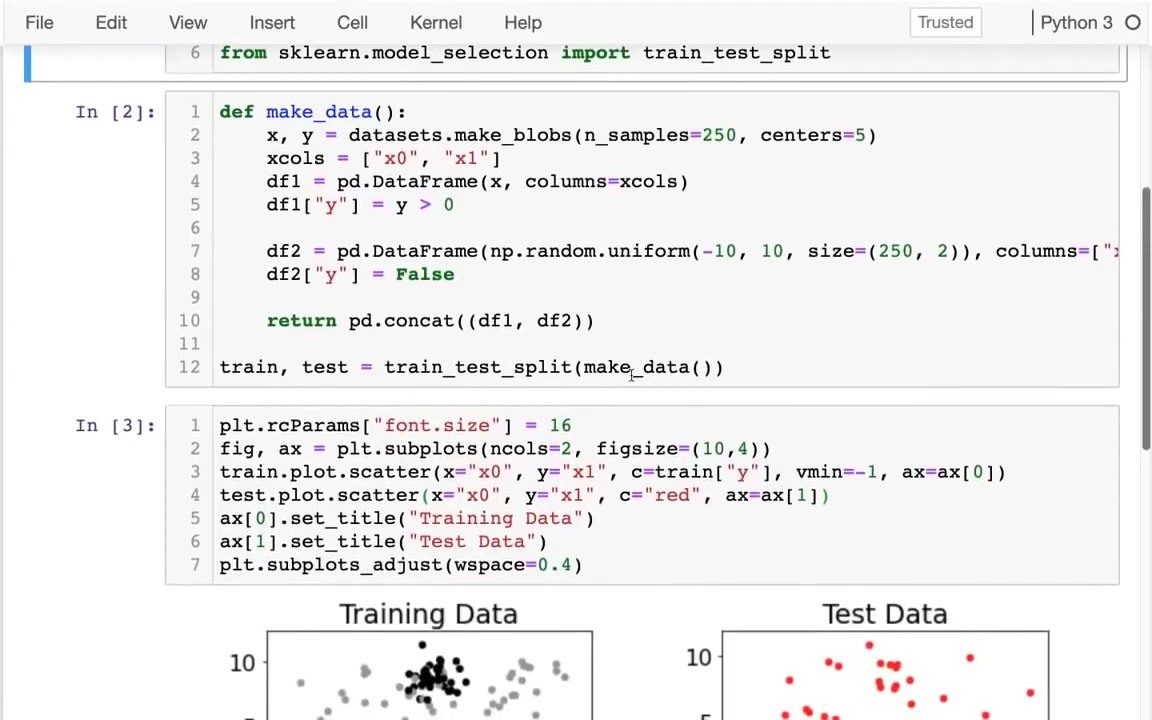 File Edit View Insert Cell Kernel Help Trusted Python 3
6 from sklearn.model_selection import train_test_split
In [2]:
1 def make_data():
2 x, y = datasets.make_blobs(n_samples=250, centers=5)
3 xcols = ["x0", "x1"]
4 df1 = pd.DataFrame(x, columns=xcols)
5 df1["y"] = y > 0
6
7 df2 = pd.DataFrame(np.random.uniform(-10, 10, size=(250, 2)), columns=["
8 df2["y"] = False
9
10 return pd.concat((df1, df2))
11
12 train, test = train_test_split(make_data())
In [3]:
1 plt.rcParams["font.size"] = 16
2 fig, ax = plt.subplots(ncols=2, figsize=(10,4))
3 train.plot.scatter(x="x0", y="x1", c=train["y"], vmin=-1, ax=ax[0])
4 test.plot.scatter(x="x0", y="x1", c="red", ax=ax[1])
5 ax[0].set_title("Training Data")
6 ax[1].set_title("Test Data")
7 plt.subplots_adjust(wspace=0.4)
Training Data Test Data
10 10